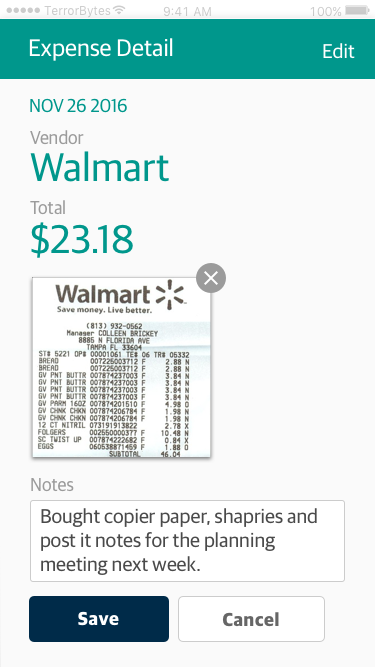 TerrorBytes 9:41 AM 100%
Expense Detail Edit
NOV 26 2016
Vendor
Walmart
Total
$23.18
Walmart
Save money. Live better.
(813) 932-0562
Manager COLLEEN BRICKEY
8885 N FLORIDA AVE
TAMPA FL 33604
ST# 5221 OP# 00001061 TE# 06 TR# 05332
BREAD 007225003712 F 2.88 N
BREAD 007225003712 F 2.88 N
GV PNT BUTTR 007874237003 F 3.84 N
GV PNT BUTTR 007874237003 F 3.84 N
GV PNT BUTTR 007874237003 F 3.84 N
GV PNT BUTTR 007874237003 F 3.84 N
GV PARM 16OZ 007874201510 F 4.98 O
GV CHNK CHKN 007874206784 F 1.98 N
GV CHNK CHKN 007874206784 F 1.98 N
12 CT NITRIL 073191913822 2.78 X
FOLGERS 002550000377 F 10.48 N
SC TWIST UP 007874222682 F 0.84 X
EGGS 060538871459 F 1.88 O
SUBTOTAL 46.04
Notes
Bought copier paper, shapries and
post it notes for the planning
meeting next week.
Save Cancel